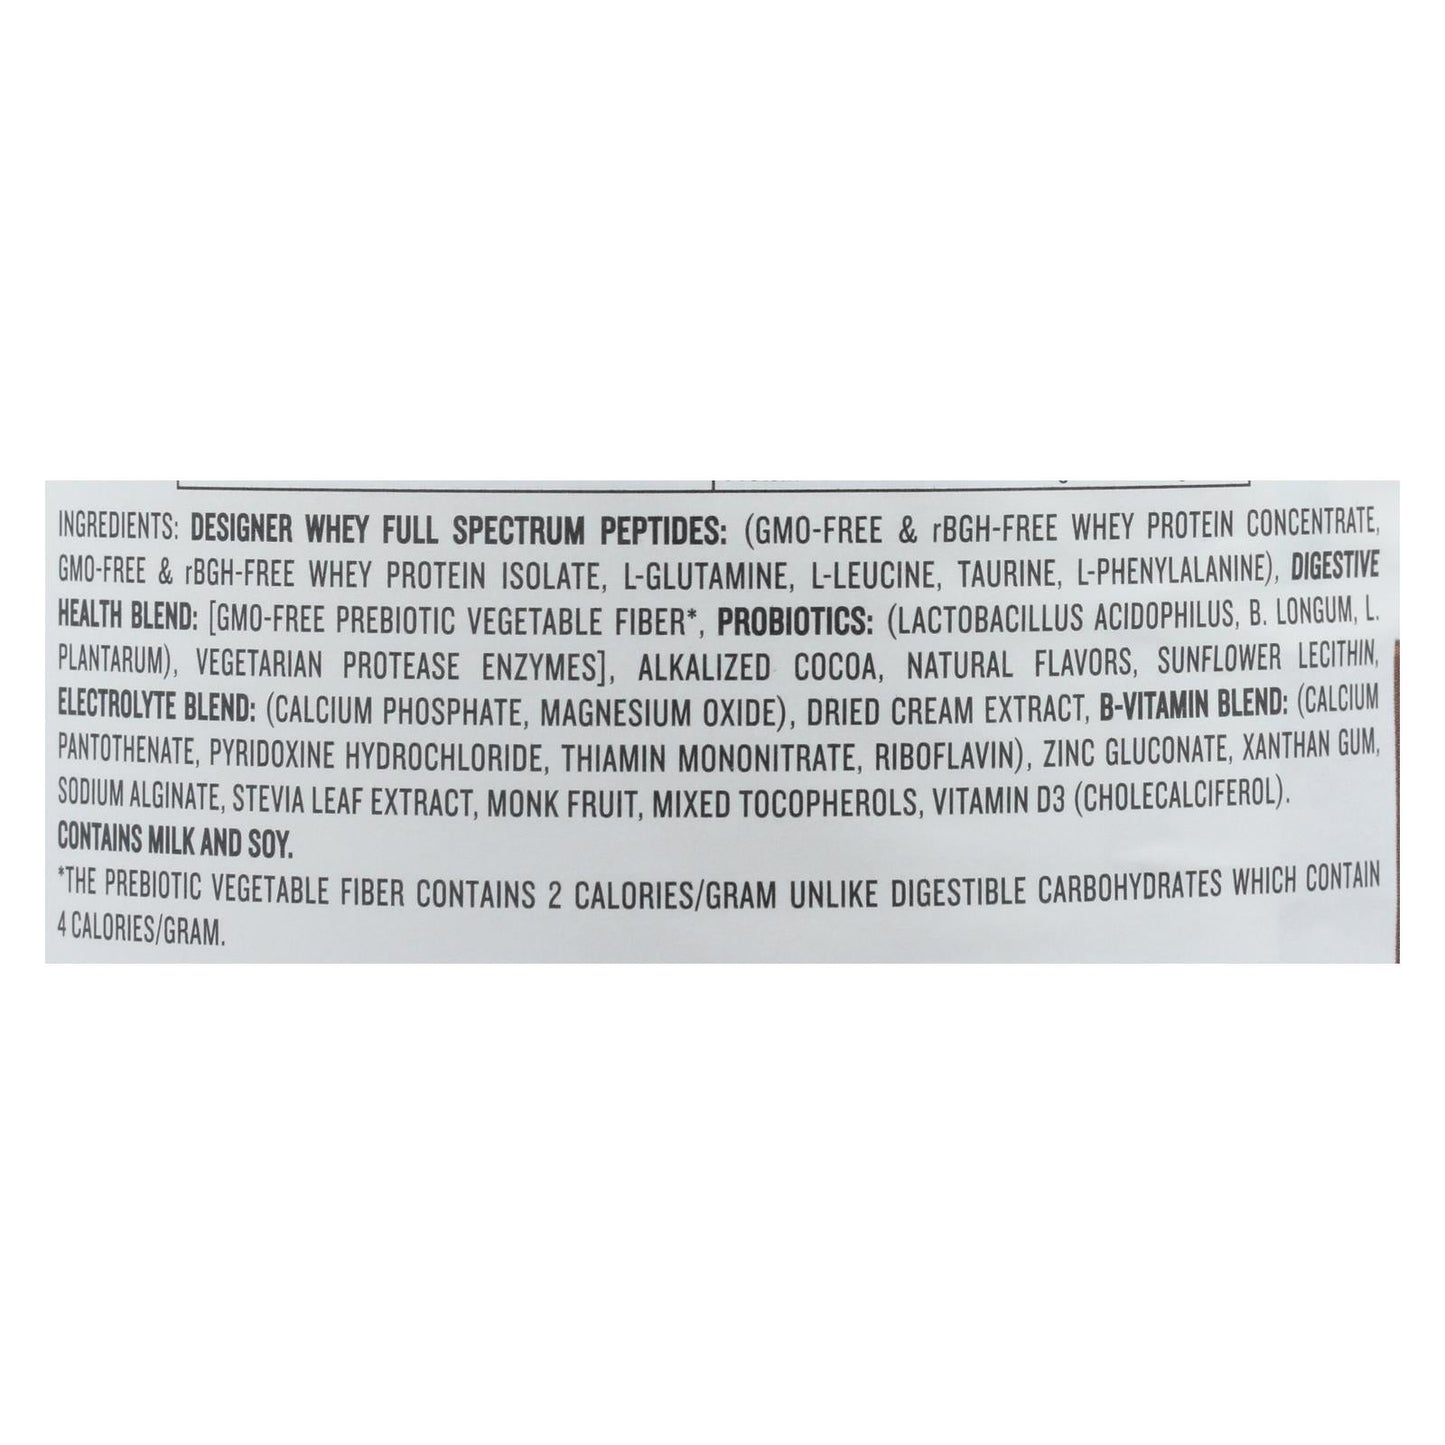 INGREDIENTS: DESIGNER WHEY FULL SPECTRUM PEPTIDES: (GMO-FREE & rBGH-FREE WHEY PROTEIN CONCENTRATE,
GMO-FREE & rBGH-FREE WHEY PROTEIN ISOLATE, L-GLUTAMINE, L-LEUCINE, TAURINE, L-PHENYLALANINE), DIGESTIVE
HEALTH BLEND: [GMO-FREE PREBIOTIC VEGETABLE FIBER*, PROBIOTICS: (LACTOBACILLUS ACIDOPHILUS, B. LONGUM, L.
PLANTARUM), VEGETARIAN PROTEASE ENZYMES], ALKALIZED COCOA, NATURAL FLAVORS, SUNFLOWER LECITHIN,
ELECTROLYTE BLEND: (CALCIUM PHOSPHATE, MAGNESIUM OXIDE), DRIED CREAM EXTRACT, B-VITAMIN BLEND: (CALCIUM
PANTOTHENATE, PYRIDOXINE HYDROCHLORIDE, THIAMIN MONONITRATE, RIBOFLAVIN), ZINC GLUCONATE, XANTHAN GUM,
SODIUM ALGINATE, STEVIA LEAF EXTRACT, MONK FRUIT, MIXED TOCOPHEROLS, VITAMIN D3 (CHOLECALCIFEROL).
CONTAINS MILK AND SOY.
*THE PREBIOTIC VEGETABLE FIBER CONTAINS 2 CALORIES/GRAM UNLIKE DIGESTIBLE CARBOHYDRATES WHICH CONTAIN
4 CALORIES/GRAM.